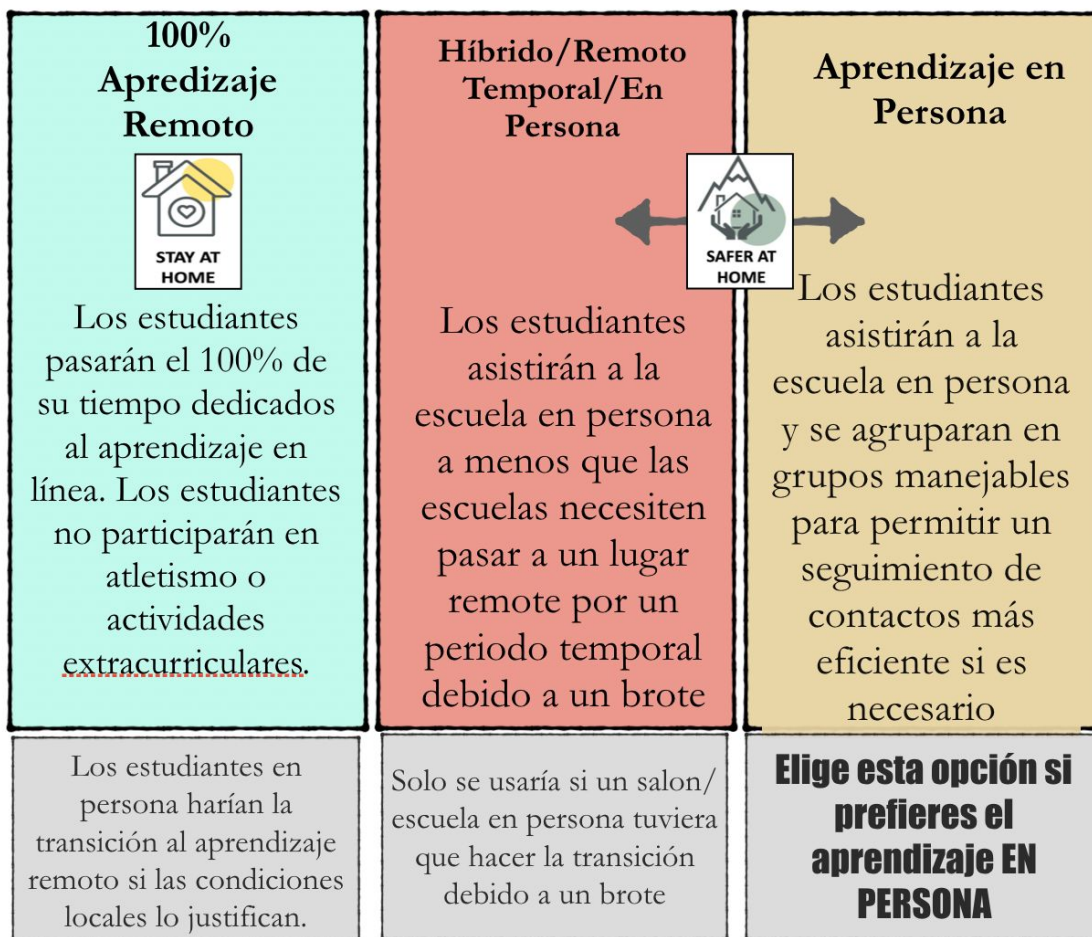 100%
Apredizaje
Remoto
STAY AT
HOME
Los estudiantes
pasarán el 100% de
su tiempo dedicados
al aprendizaje en
línea. Los estudiantes
no participarán en
atletismo o
actividades
extracurriculares.
Los estudiantes en
persona harían la
transición al aprendizaje
remoto si las condiciones
locales lo justifican.
Híbrido/Remoto
Temporal/En
Persona
SAFER AT
HOME
Los estudiantes
asistirán a la
escuela en persona
a menos que las
escuelas necesiten
pasar a un lugar
remote por un
periodo temporal
debido a un brote
Solo se usaría si un salon/
escuela en persona tuviera
que hacer la transición
debido a un brote
Aprendizaje en
Persona
Los estudiantes
asistirán a la
escuela en persona
y se agruparan en
grupos manejables
para permitir un
seguimiento de
contactos más
eficiente si es
necesario
Elige esta opción si
prefieres el
aprendizaje EN
PERSONA